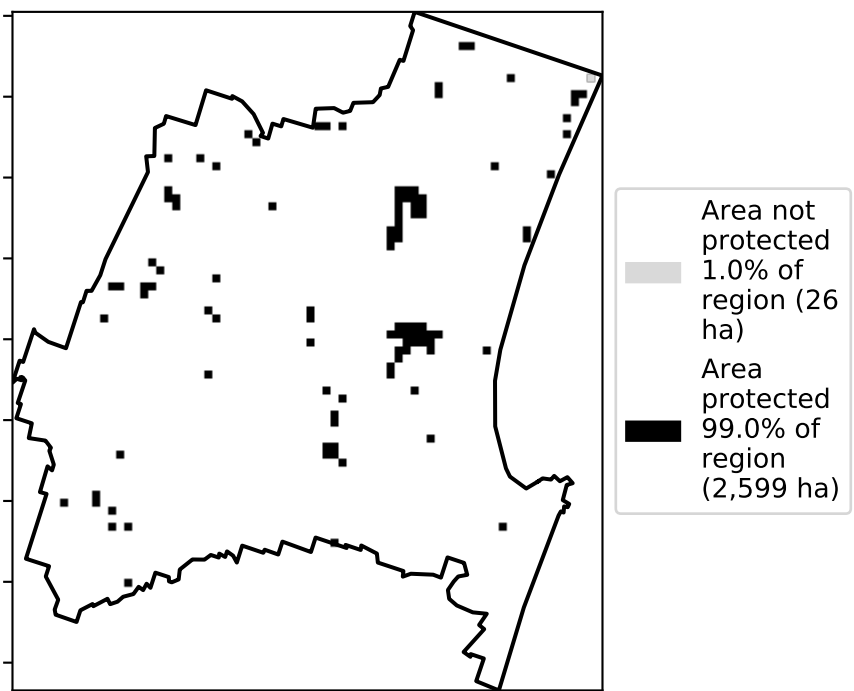 Area not
protected
1.0% of
region (26
ha)
Area
protected
99.0% of
region
(2,599 ha)